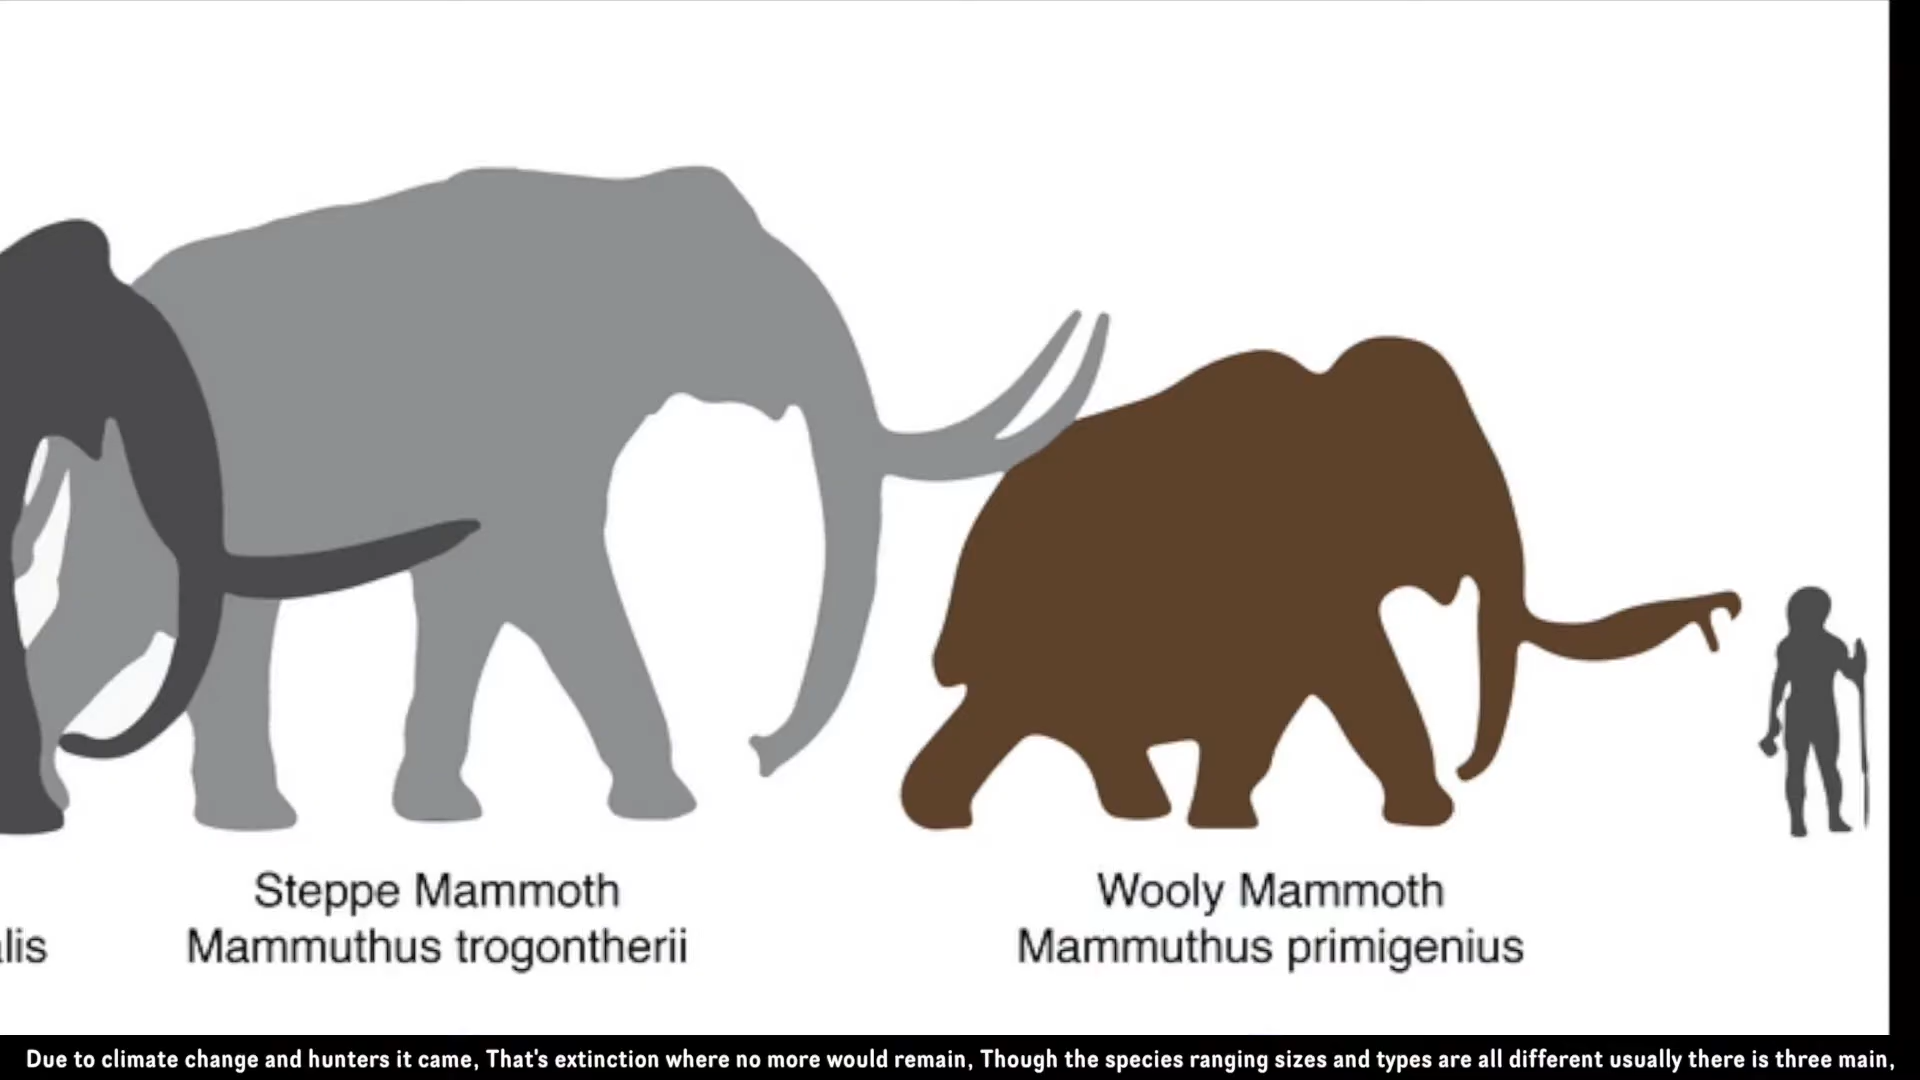 Steppe Mammoth
Mammuthus trogontherii
Wooly Mammoth
Mammuthus primigenius
lis
Due to climate change and hunters it came, That's extinction where no more would remain, Though the species ranging sizes and types are all different usually there is three main,